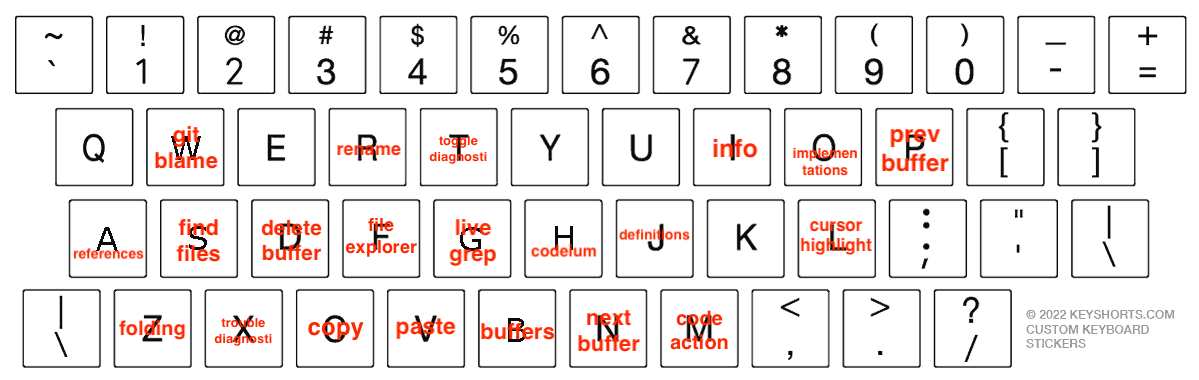 ~ ! @ # $ % ^ & * ( ) _ +
` 1 2 3 4 5 6 7 8 9 0 - =
Q W E R T Y U I O P { }
[ ]
git blame
rename
toggle diagnosti
info
implemen tations
prev buffer
A S D F G H J K L : " |
; ' \
references
find files
delete buffer
file explorer
live grep
codeium
definitions
cursor highlight
| Z X C V B N M < > ?
\ , . /
folding
trouble diagnosti
copy
paste
buffers
next buffer
code action
© 2022 KEYSHORTS.COM
CUSTOM KEYBOARD
STICKERS